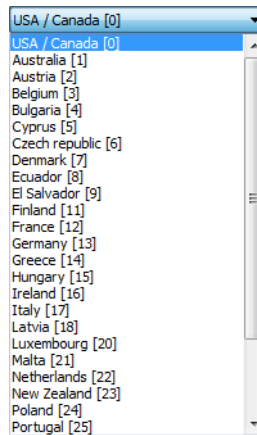 USA / Canada [0]
USA / Canada [0]
Australia [1]
Austria [2]
Belgium [3]
Bulgaria [4]
Cyprus [5]
Czech republic [6]
Denmark [7]
Ecuador [8]
El Salvador [9]
Finland [11]
France [12]
Germany [13]
Greece [14]
Hungary [15]
Ireland [16]
Italy [17]
Latvia [18]
Luxembourg [20]
Malta [21]
Netherlands [22]
New Zealand [23]
Poland [24]
Portugal [25]